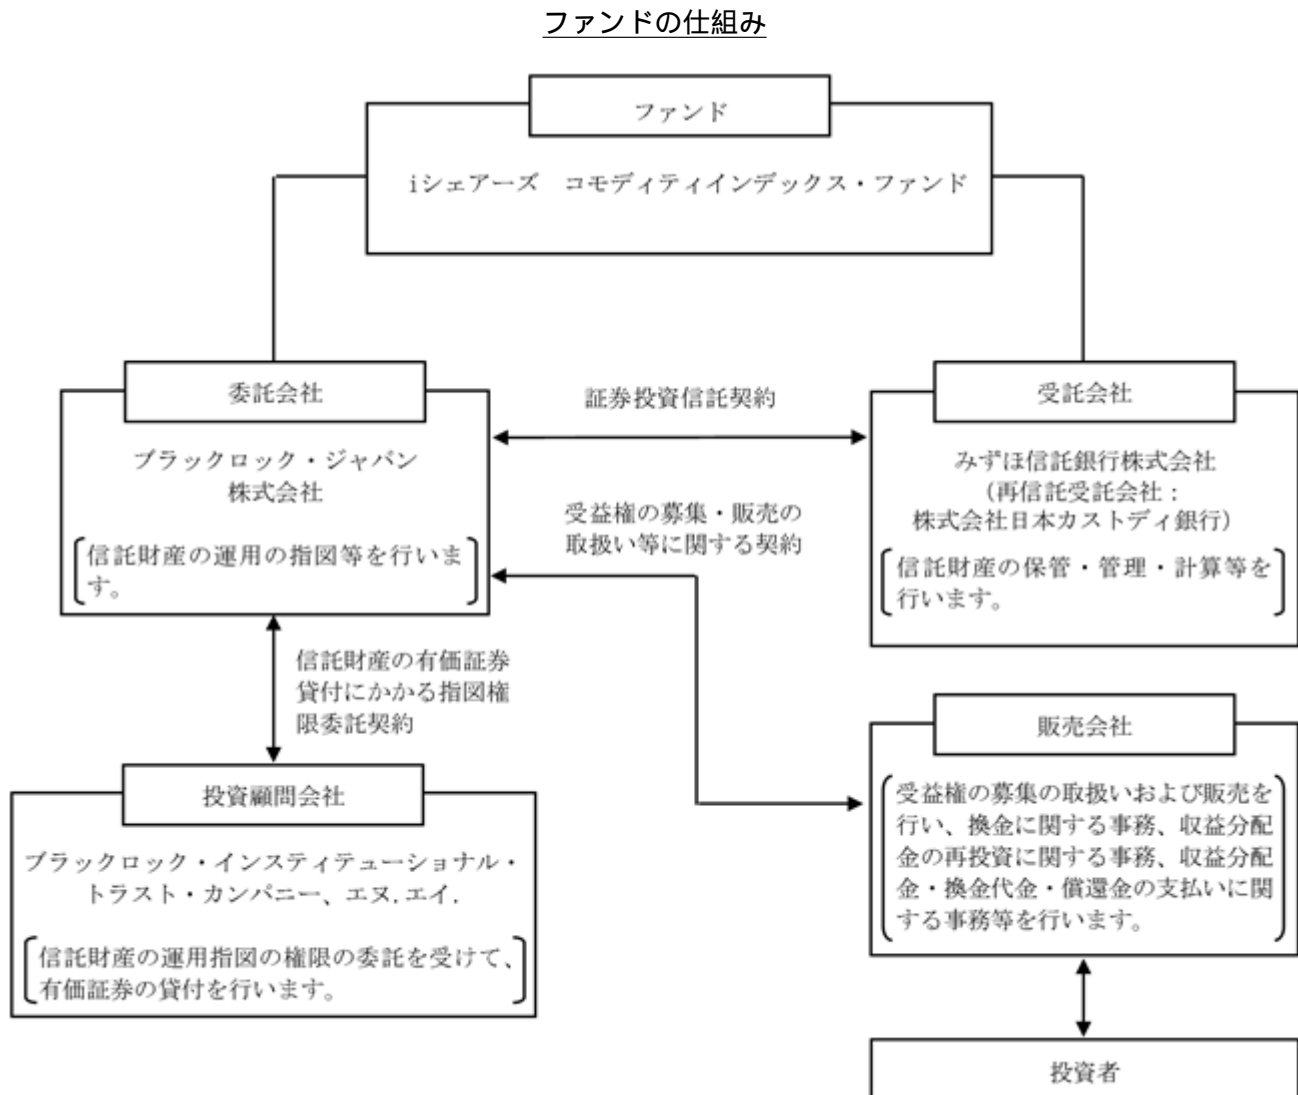 ファンドの仕組み
ファンド
iシェアーズ　コモディティインデックス・ファンド
委託会社
ブラックロック・ジャパン
株式会社
信託財産の運用の指図等を行いま
す。
証券投資信託契約
受益権の募集・販売の
取扱い等に関する契約
受託会社
みずほ信託銀行株式会社
（再信託受託会社：
株式会社日本カストディ銀行）
信託財産の保管・管理・計算等を
行います。
信託財産の有価証券
貸付にかかる指図権
限委託契約
投資顧問会社
ブラックロック・インスティテューショナル・
トラスト・カンパニー、エヌ.エイ.
信託財産の運用指図の権限の委託を受けて、
有価証券の貸付を行います。
販売会社
受益権の募集の取扱いおよび販売を
行い、換金に関する事務、収益分配
金の再投資に関する事務、収益分配
金・換金代金・償還金の支払いに関
する事務等を行います。
投資者